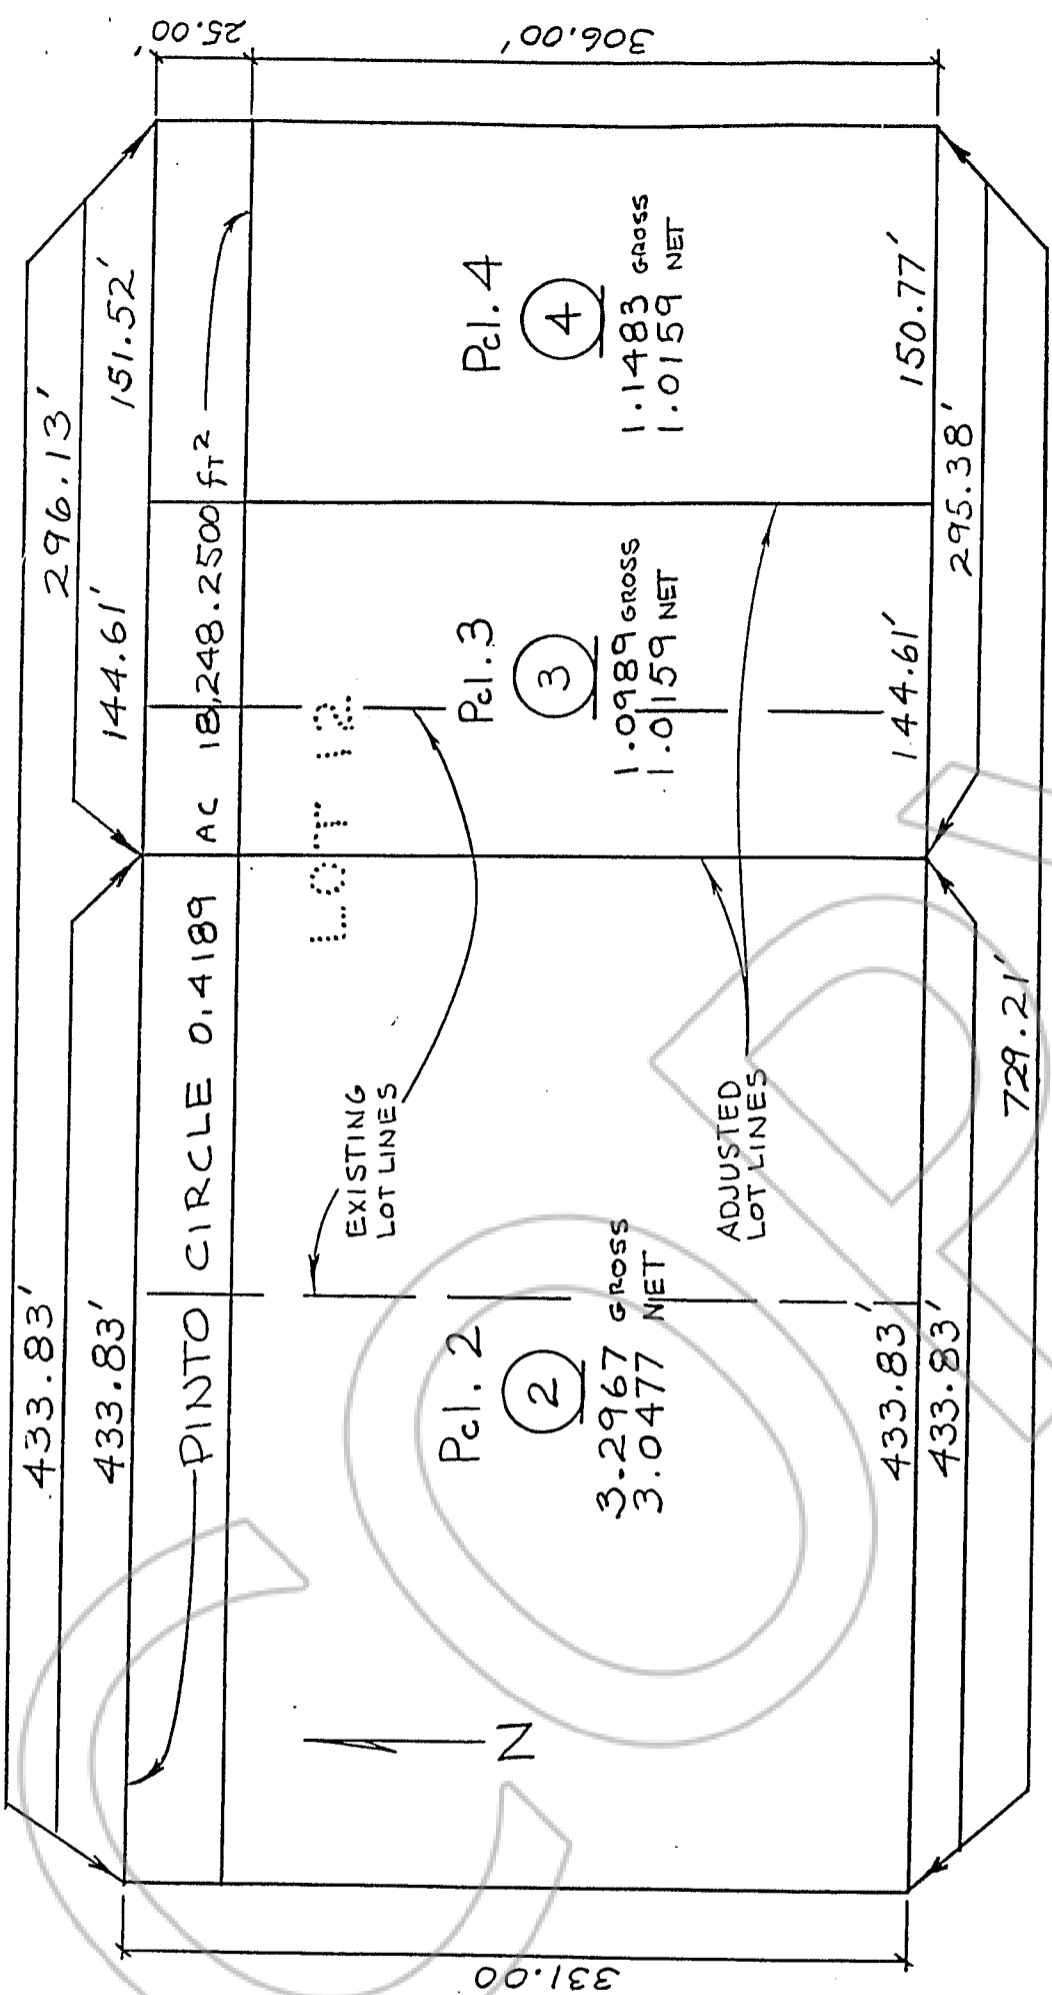 25.00'
306.00'
296.13'
151.52'
144.61'
433.83'
433.83'
PINTO CIRCLE 0.4189 AC 18,248.2500 FT2
LOT 12
EXISTING
LOT LINES
ADJUSTED
LOT LINES
Pcl. 4
4
1.1483 GROSS
1.0159 NET
Pcl. 3
3
1.0989 GROSS
1.0159 NET
Pcl. 2
2
3.2967 GROSS
3.0477 NET
N
150.77'
144.61'
433.83'
295.38'
433.83'
729.21'
331.00
COPY